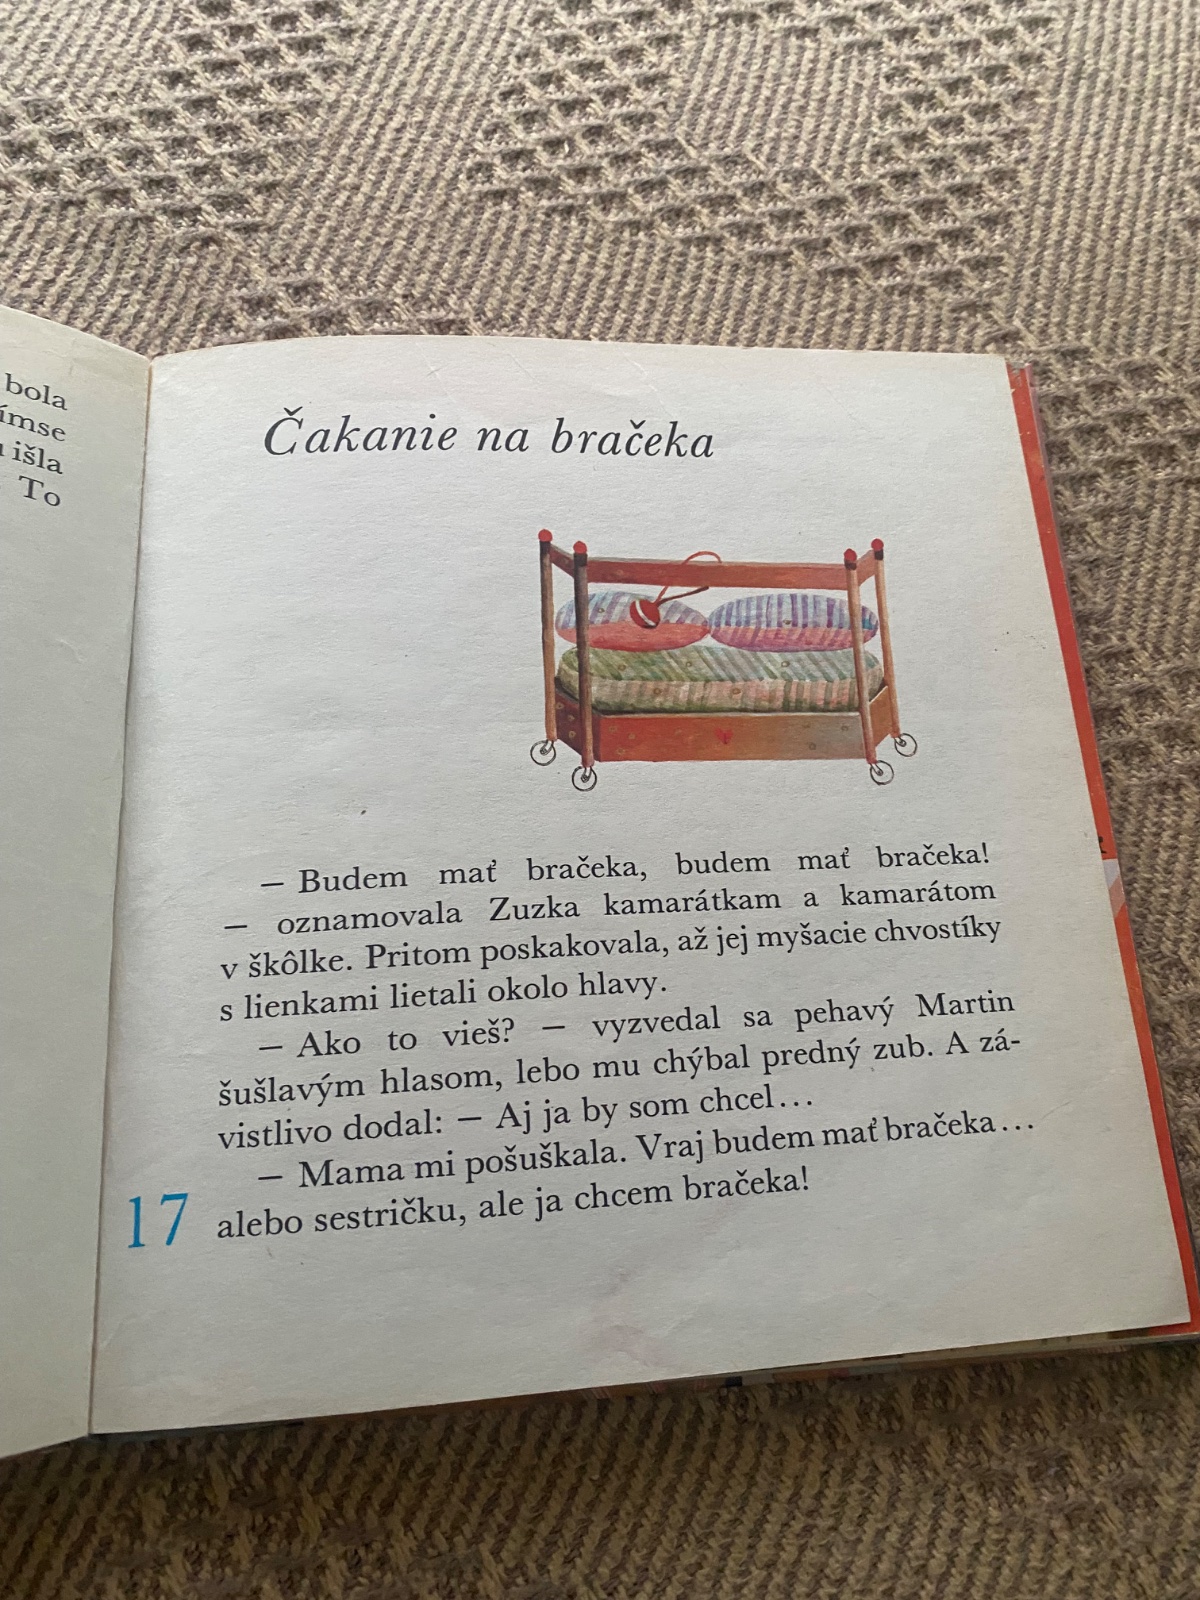 bola
išla
To
Čakanie na bračeka
— Budem mať bračeka, budem mať bračeka!
— oznamovala Zuzka kamarátkam a kamarátom
v škôlke. Pritom poskakovala, až jej myšacie chvostíky
s lienkami lietali okolo hlavy.
— Ako to vieš? — vyzvedal sa pehavý Martin
šušlavým hlasom, lebo mu chýbal predný zub. A zá-
vistlivo dodal: — Aj ja by som chcel...
— Mama mi pošuškala. Vraj budem mať bračeka...
alebo sestričku, ale ja chcem bračeka!
17